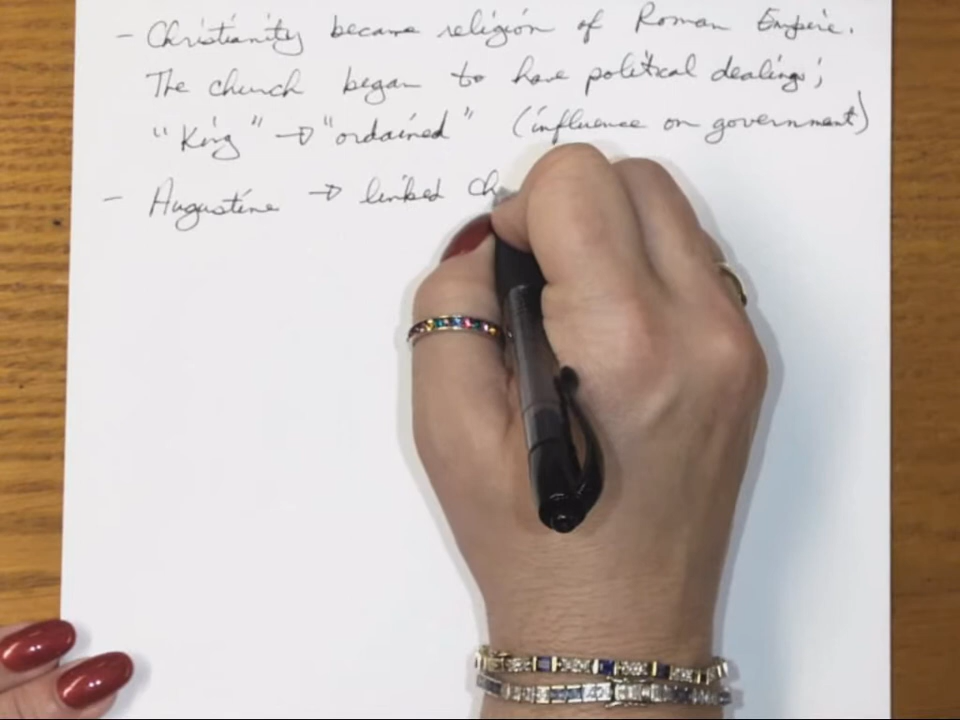 - Christianity became religion of Roman Empire.
The church began to have political dealings;
"King" → "ordained" (influence on government)
- Augustine → linked Ch